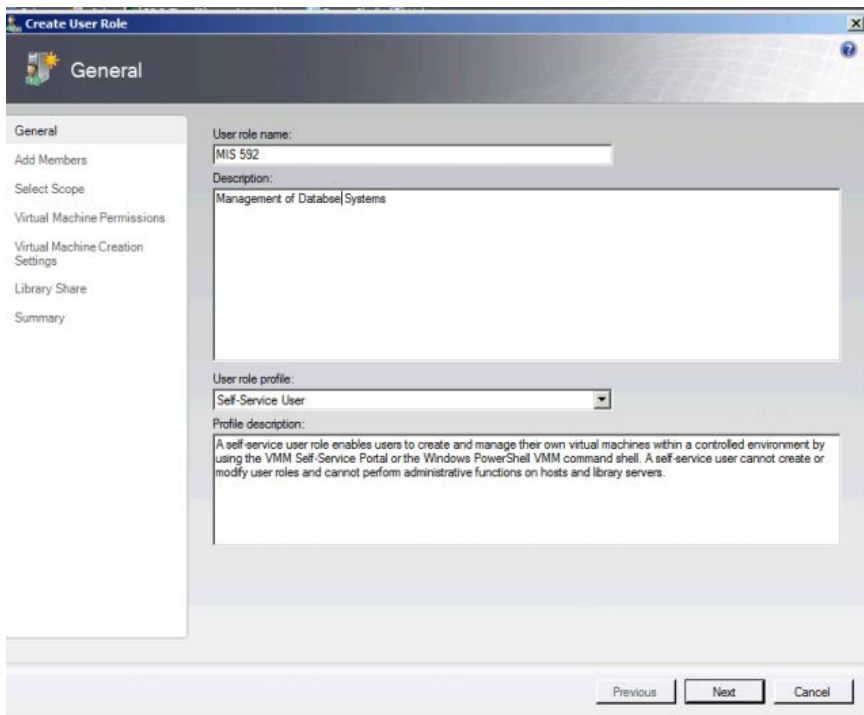 Create User Role
General
General
Add Members
Select Scope
Virtual Machine Permissions
Virtual Machine Creation
Settings
Library Share
Summary
User role name:
MIS 592
Description:
Management of Databse Systems
User role profile:
Self-Service User
Profile description:
A self-service user role enables users to create and manage their own virtual machines within a controlled environment by
using the VMM Self-Service Portal or the Windows PowerShell VMM command shell. A self-service user cannot create or
modify user roles and cannot perform administrative functions on hosts and library servers.
Previous
Next
Cancel